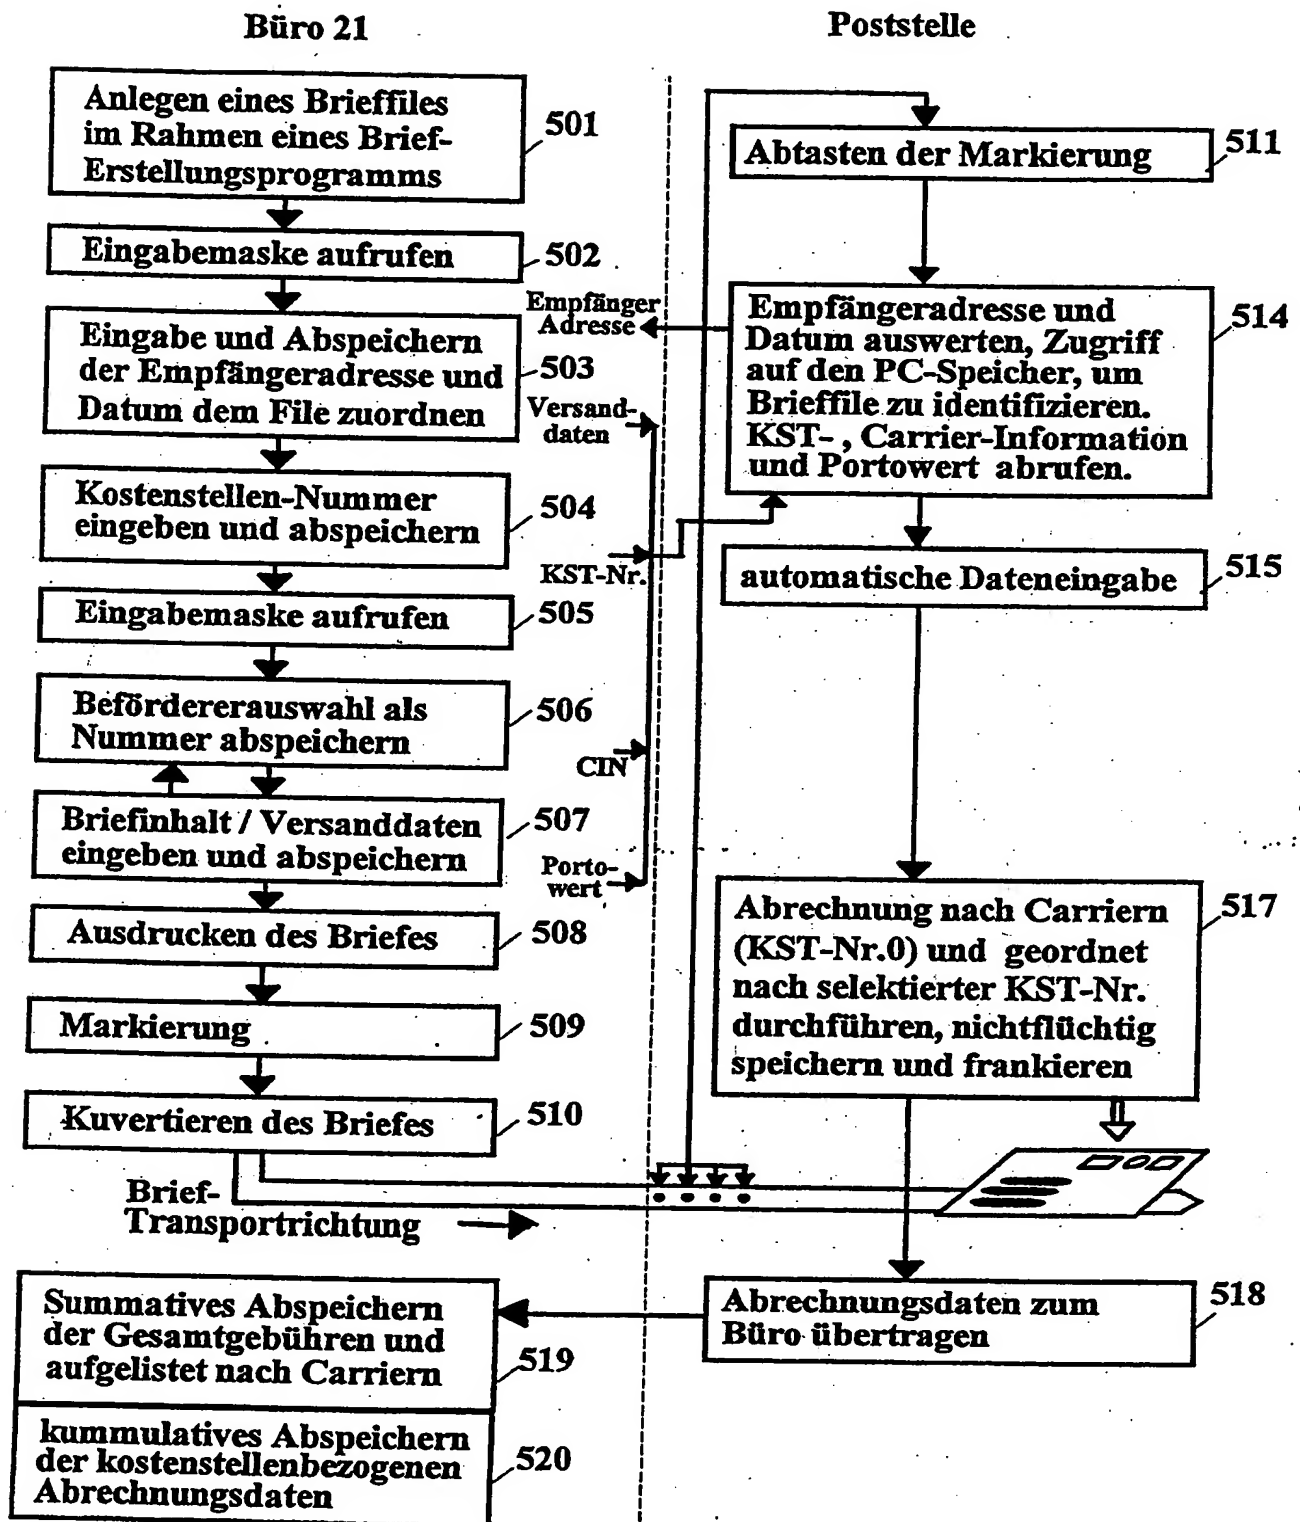 Büro 21
Anlegen eines Brieffiles
im Rahmen eines Brief-
Erstellungsprogramms
501
Eingabemaske aufrufen
502
Eingabe und Abspeichern
der Empfängeradresse und
Datum dem File zuordnen
503
Kostenstellen-Nummer
eingeben und abspeichern
504
Eingabemaske aufrufen
505
Befördererauswahl als
Nummer abspeichern
506
Briefinhalt / Versanddaten
eingeben und abspeichern
507
Ausdrucken des Briefes
508
Markierung
509
Kuvertieren des Briefes
510
Brief-
Transportrichtung
Summatives Abspeichern
der Gesamtgebühren und
aufgelistet nach Carriern
519
kummulatives Abspeichern
der kostenstellenbezogenen
Abrechnungsdaten
520
Empfänger
Adresse
Versand-
daten
KST-Nr.
CIN
Porto-
wert
Poststelle
Abtasten der Markierung
511
Empfängeradresse und
Datum auswerten, Zugriff
auf den PC-Speicher, um
Brieffile zu identifizieren.
KST- , Carrier-Information
und Portowert abrufen.
514
automatische Dateneingabe
515
Abrechnung nach Carriern
(KST-Nr.0) und geordnet
nach selektierter KST-Nr.
durchführen, nichtflüchtig
speichern und frankieren
517
Abrechnungsdaten zum
Büro übertragen
518